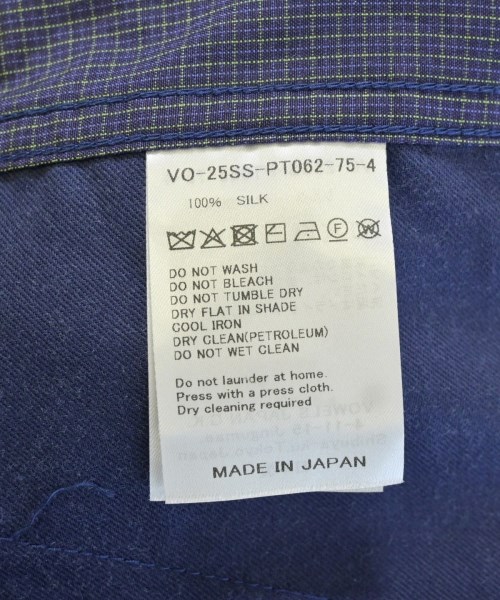 VO-25SS-PT062-75-4
100% SILK
DO NOT WASH
DO NOT BLEACH
DO NOT TUMBLE DRY
DRY FLAT IN SHADE
COOL IRON
DRY CLEAN(PETROLEUM)
DO NOT WET CLEAN
Do not launder at home.
Press with a press cloth.
Dry cleaning required
MADE IN JAPAN